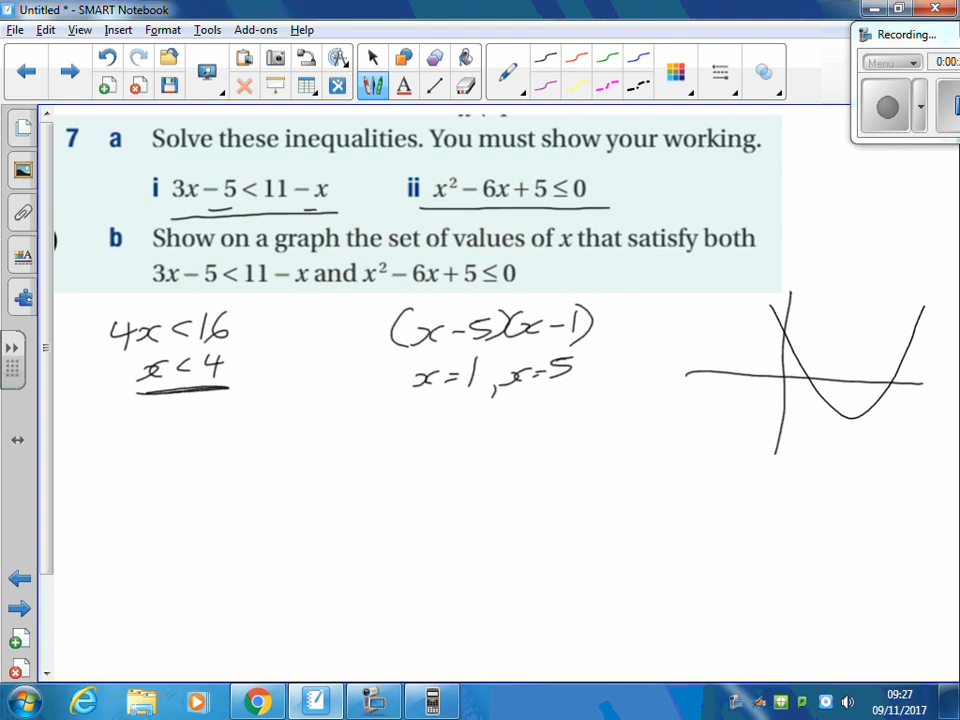 Untitled * - SMART Notebook
Recording...
File Edit View Insert Format Tools Add-ons Help
Menu
0:00:
7 a Solve these inequalities. You must show your working.
i 3x − 5 < 11 − x ii x² − 6x + 5 ≤ 0
b Show on a graph the set of values of x that satisfy both
3x − 5 < 11 − x and x² − 6x + 5 ≤ 0
4x < 16 (x − 5)(x − 1)
x < 4 x = 1 , x = 5
09:27
09/11/2017